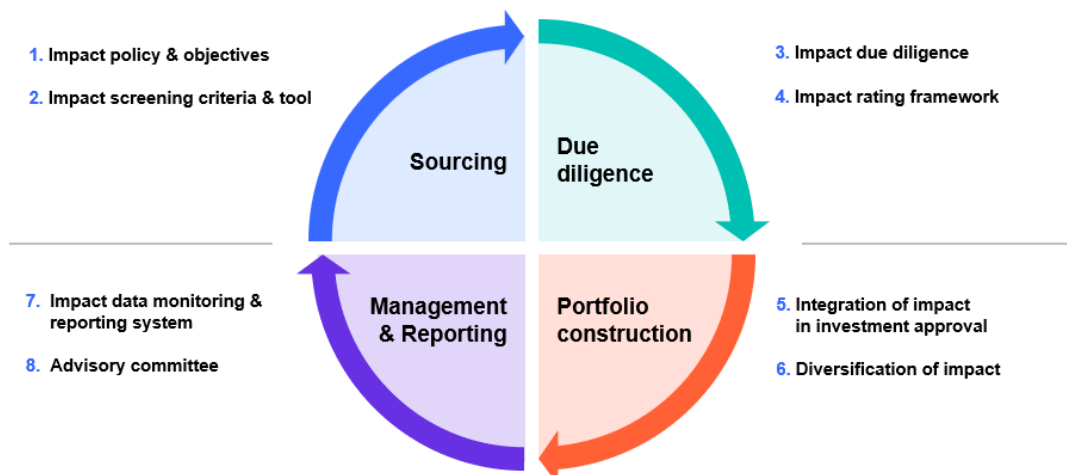 1. Impact policy & objectives
2. Impact screening criteria & tool
Sourcing
Due
diligence
3. Impact due diligence
4. Impact rating framework
7. Impact data monitoring &
reporting system
8. Advisory committee
Management
& Reporting
Portfolio
construction
5. Integration of impact
in investment approval
6. Diversification of impact